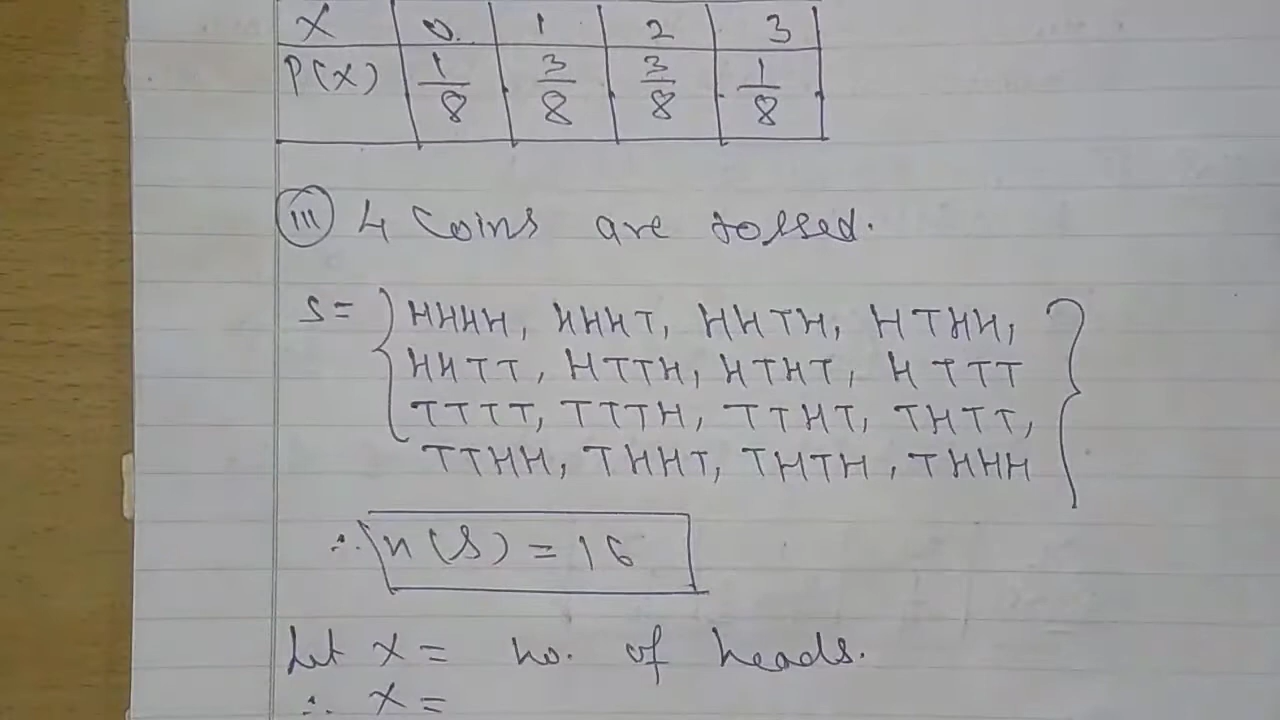 X 0. 1 2 3
P(X) 1/8 3/8 3/8 1/8
(iii) 4 Coins are tossed.
S = { HHHH, HHHT, HHTH, HTHH,
HHTT, HTTH, HTHT, HTTT
TTTT, TTTH, TTHT, THTT,
TTHH, THHT, THTH, THHH }
∴ n(S) = 16
Let X = no. of heads.
∴ X =